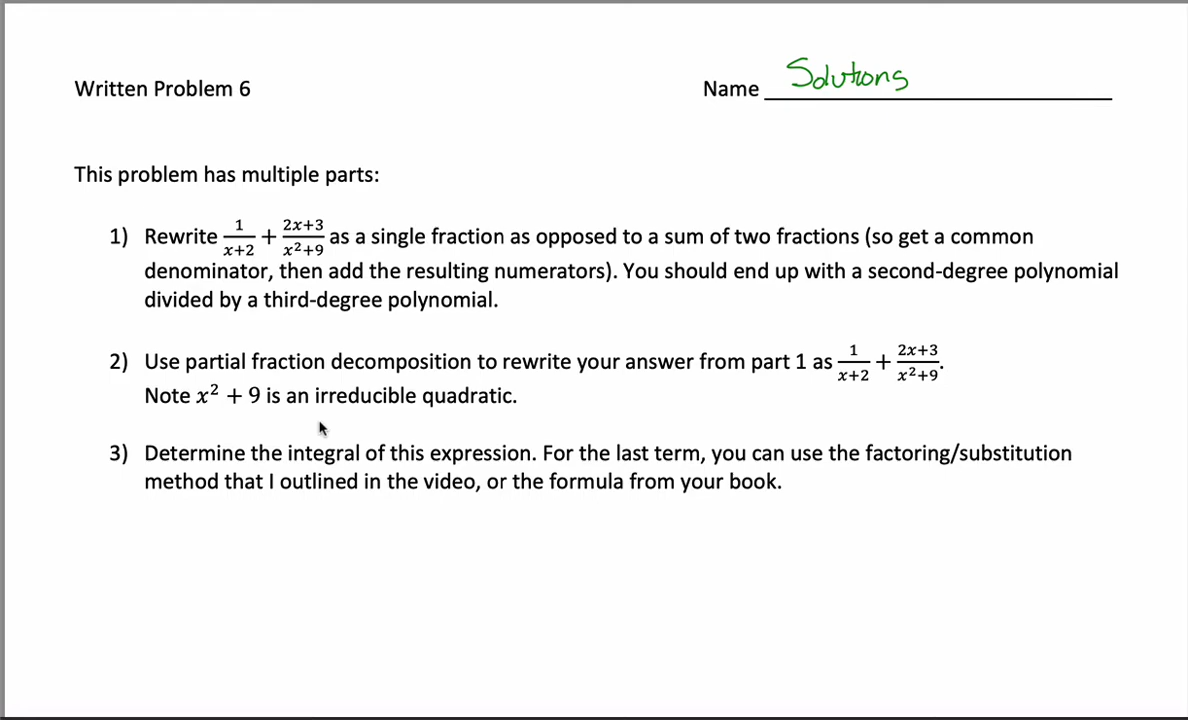 Written Problem 6 Name Solutions
This problem has multiple parts:
1) Rewrite 1/(x+2) + (2x+3)/(x²+9) as a single fraction as opposed to a sum of two fractions (so get a common
denominator, then add the resulting numerators). You should end up with a second-degree polynomial
divided by a third-degree polynomial.
2) Use partial fraction decomposition to rewrite your answer from part 1 as 1/(x+2) + (2x+3)/(x²+9).
Note x² + 9 is an irreducible quadratic.
3) Determine the integral of this expression. For the last term, you can use the factoring/substitution
method that I outlined in the video, or the formula from your book.